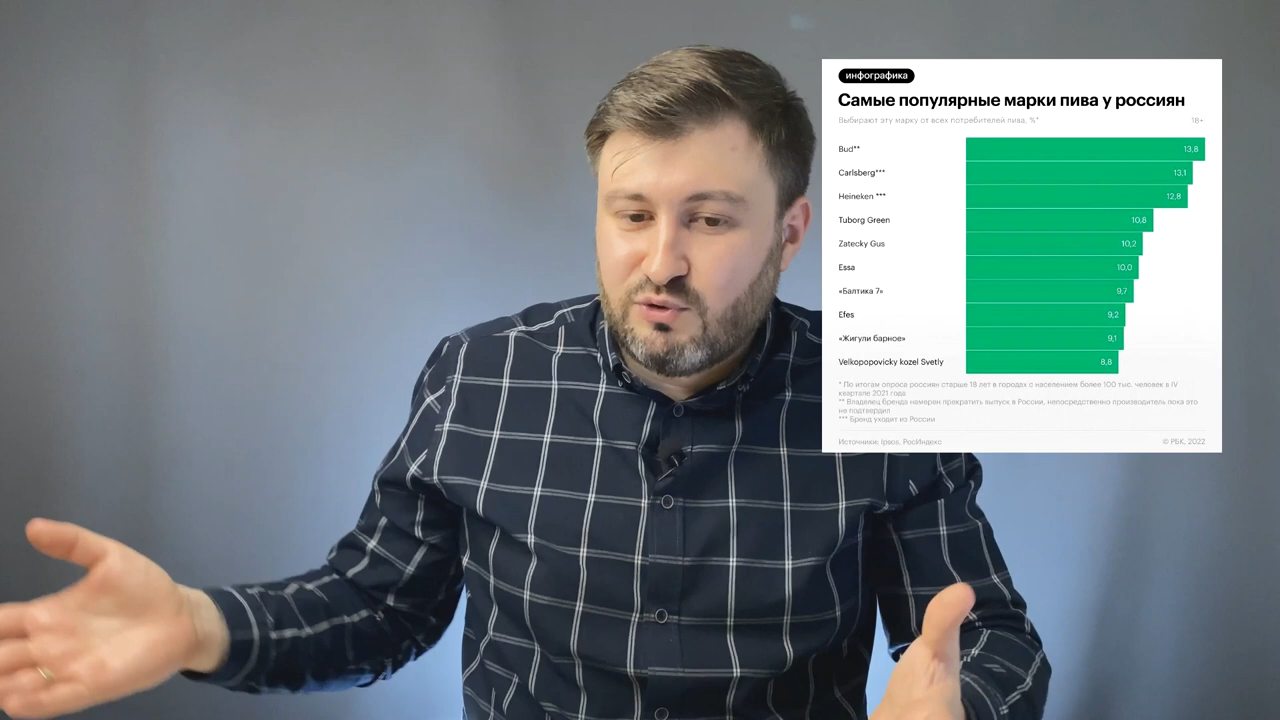 инфографика
Самые популярные марки пива у россиян
Выбирают эту марку от всех потребителей пива, %*
18+
Bud** 13,8
Carlsberg*** 13,1
Heineken *** 12,8
Tuborg Green 10,8
Zatecky Gus 10,2
Essa 10,0
«Балтика 7» 9,7
Efes 9,2
«Жигули барное» 9,1
Velkopopovicky kozel Svetly 8,8
* По итогам опроса россиян старше 18 лет в городах с населением более 100 тыс. человек в IV
квартале 2021 года
** Владелец бренда намерен прекратить выпуск в России, непосредственно производитель пока это
не подтвердил
*** Бренд уходит из России
Источники: Ipsos, РосИндекс
© РБК, 2022